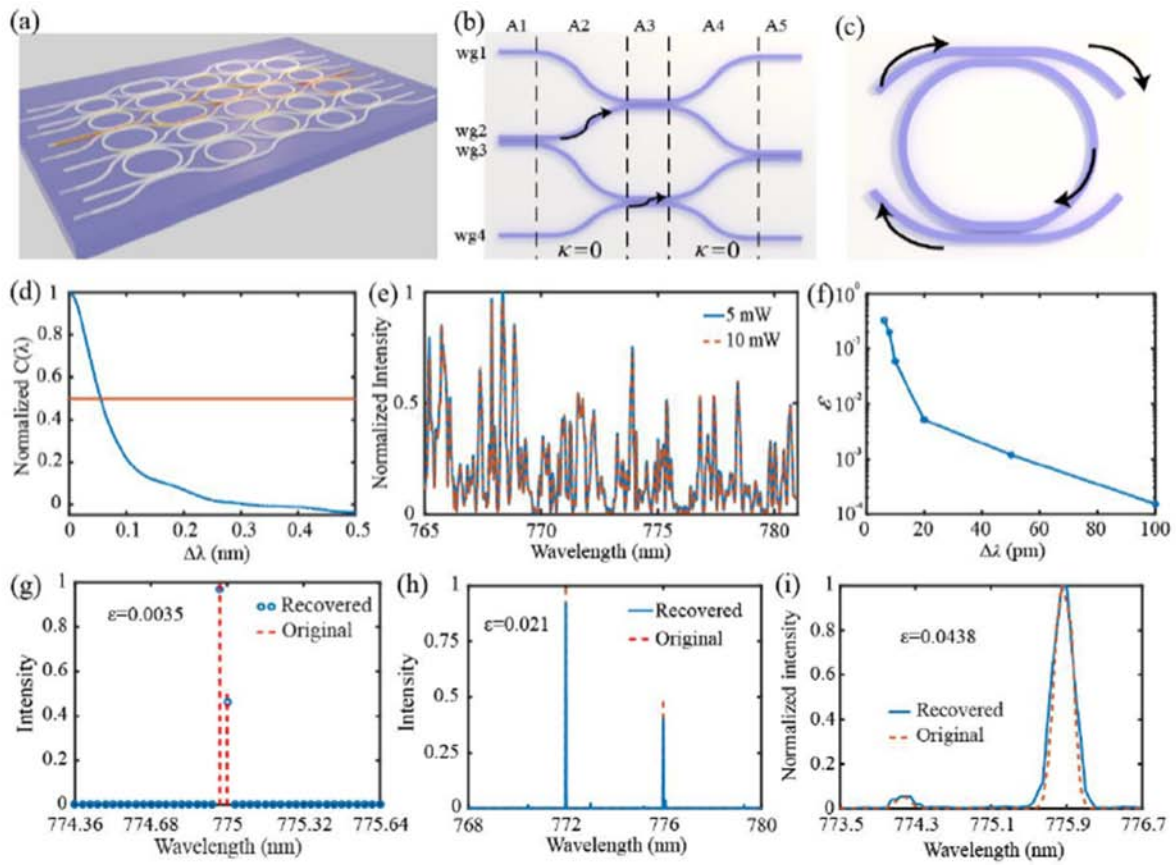 (a)
(b)
A1 A2 A3 A4 A5
wg1
wg2
wg3
wg4
κ=0 κ=0
(c)
(d)
Normalized C(λ)
1
0.8
0.6
0.4
0.2
0
0 0.1 0.2 0.3 0.4 0.5
Δλ (nm)
(e)
Normalized Intensity
1
0.5
0
5 mW
10 mW
765 770 775 780
Wavelength (nm)
(f)
ε
10^0
10^-1
10^-2
10^-3
10^-4
0 20 40 60 80 100
Δλ (pm)
(g)
Intensity
1
0.8
0.6
0.4
0.2
0
ε=0.0035
Recovered
Original
774.36 774.68 775 775.32 775.64
Wavelength (nm)
(h)
Intensity
1
0.75
0.5
0.25
0
ε=0.021
Recovered
Original
768 772 776 780
Wavelength (nm)
(i)
Normalized intensity
1
0.8
0.6
0.4
0.2
0
ε=0.0438
Recovered
Original
773.5 774.3 775.1 775.9 776.7
Wavelength (nm)